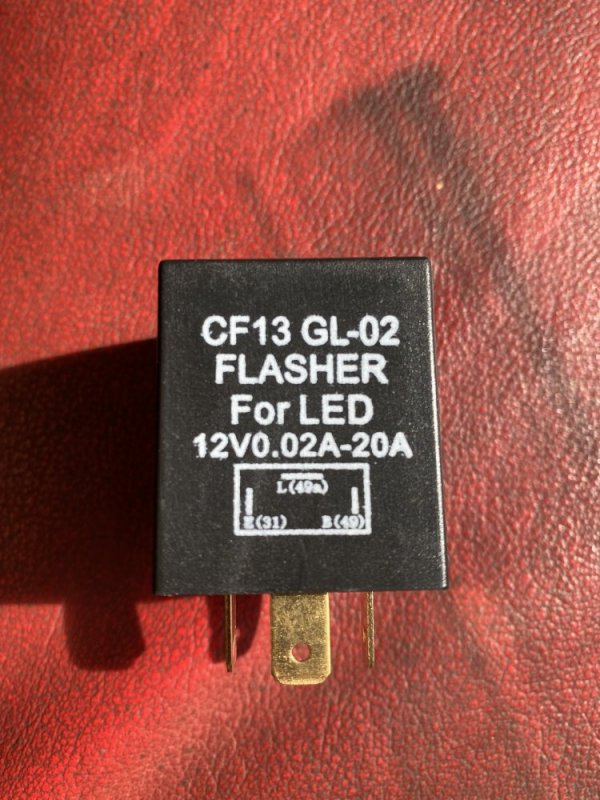 CF13 GL-02
FLASHER
For LED
12V0.02A-20A
L(49a)
E(31) B(49)